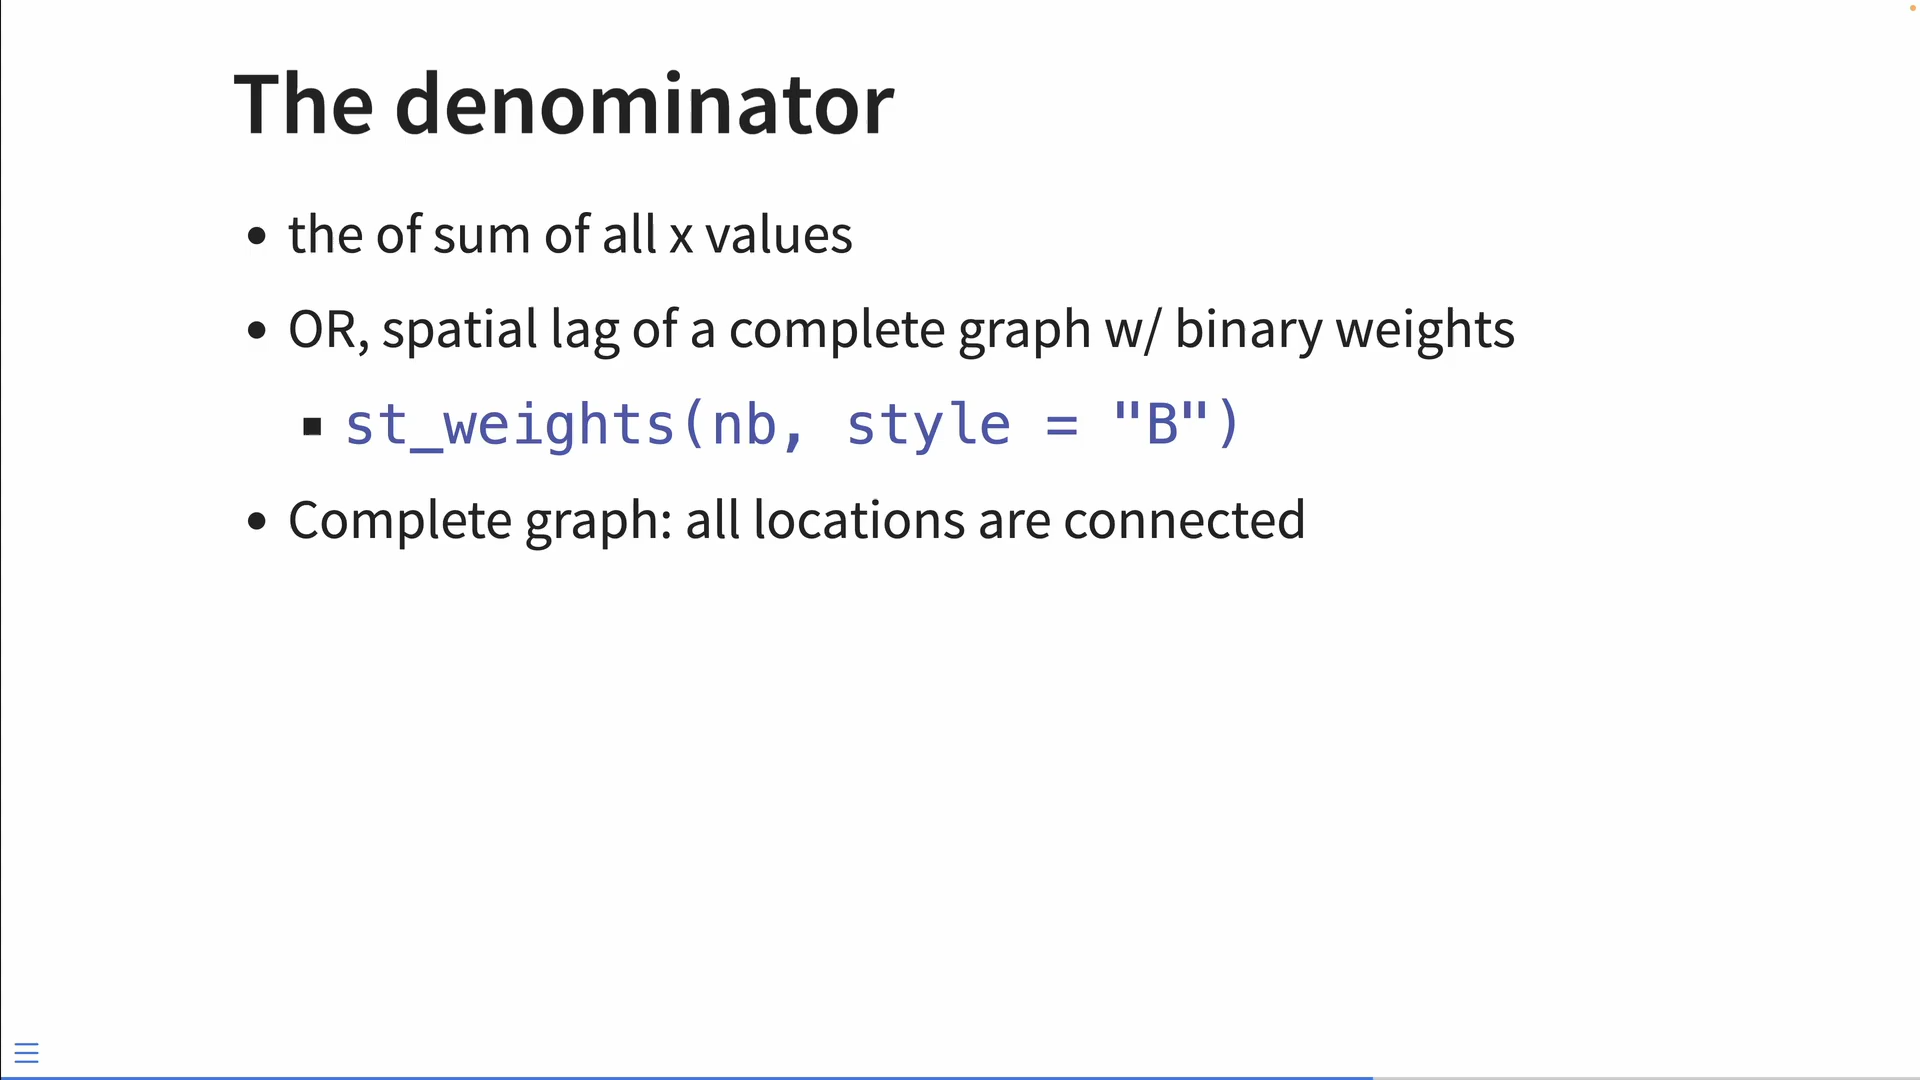 The denominator
• the of sum of all x values
• OR, spatial lag of a complete graph w/ binary weights
▪ st_weights(nb, style = "B")
• Complete graph: all locations are connected